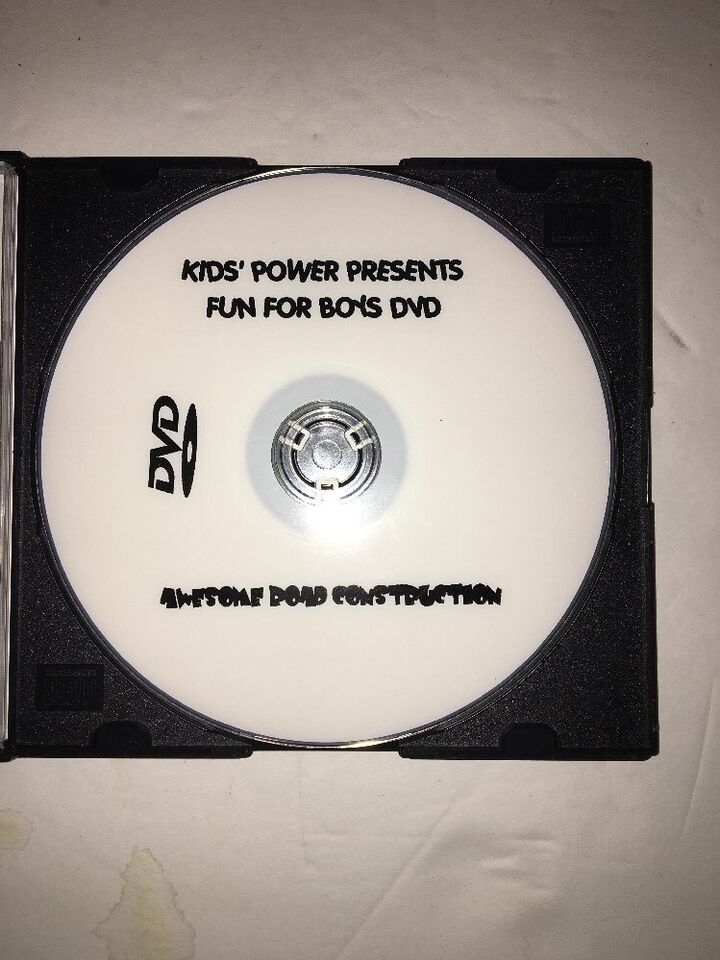 KIDS' POWER PRESENTS
FUN FOR BOYS DVD
DVD
AWESOME ROAD CONSTRUCTION